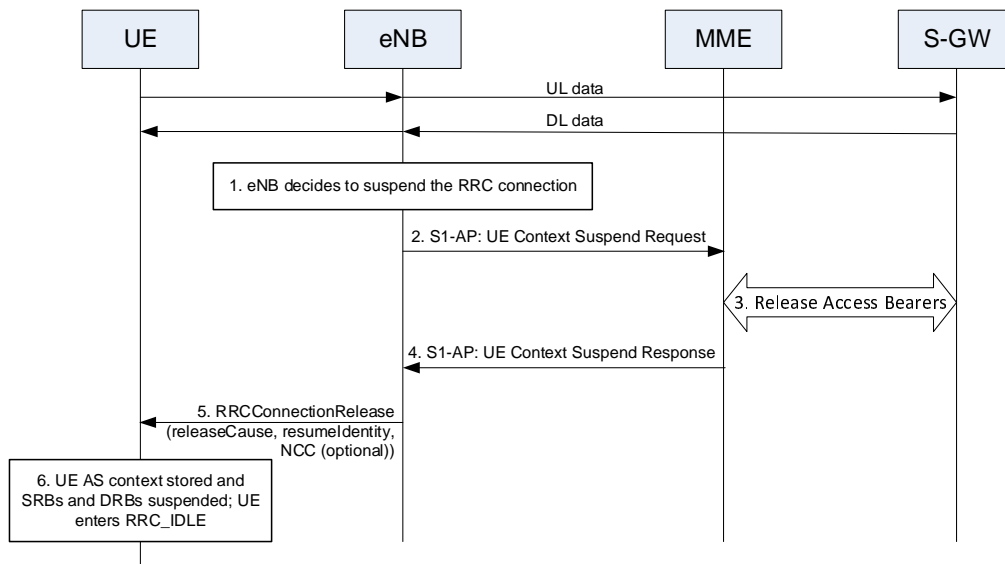 UE
eNB
MME
S-GW
UL data
DL data
1. eNB decides to suspend the RRC connection
2. S1-AP: UE Context Suspend Request
3. Release Access Bearers
4. S1-AP: UE Context Suspend Response
5. RRCConnectionRelease
(releaseCause, resumeIdentity,
NCC (optional))
6. UE AS context stored and
SRBs and DRBs suspended; UE
enters RRC_IDLE